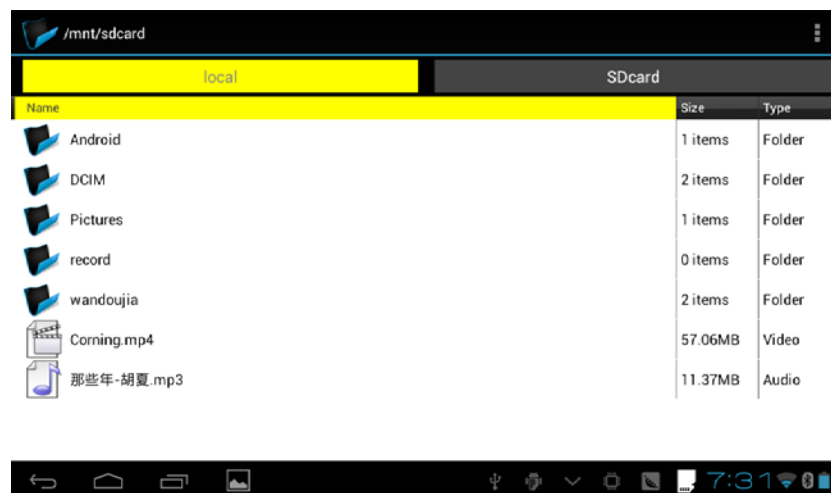 /mnt/sdcard
local SDcard
Name Size Type
Android 1 items Folder
DCIM 2 items Folder
Pictures 1 items Folder
record 0 items Folder
wandoujia 2 items Folder
Corning.mp4 57.06MB Video
那些年-胡夏.mp3 11.37MB Audio
7:31